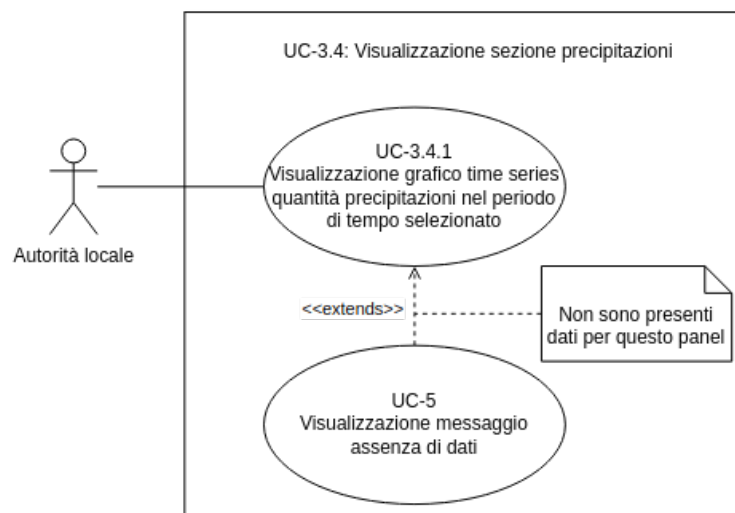 UC-3.4: Visualizzazione sezione precipitazioni
UC-3.4.1
Visualizzazione grafico time series
quantità precipitazioni nel periodo
di tempo selezionato
Autorità locale
<<extends>>
Non sono presenti
dati per questo panel
UC-5
Visualizzazione messaggio
assenza di dati